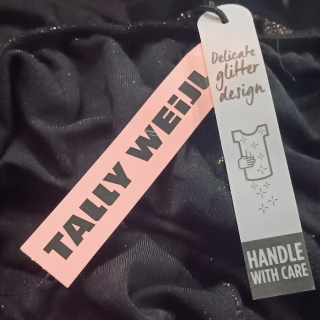 TALLY WEiJL
Delicate
glitter
design
HANDLE
WITH CARE